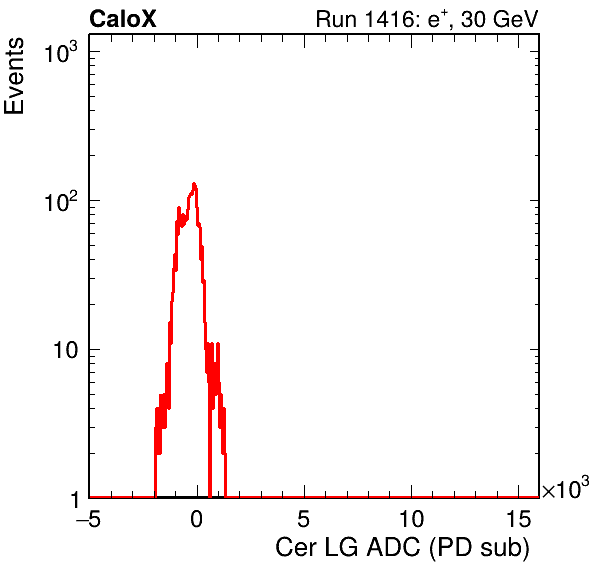 CaloX Run 1416: e⁺, 30 GeV
Events
10³
10²
10
1
−5 0 5 10 15 ×10³
Cer LG ADC (PD sub)